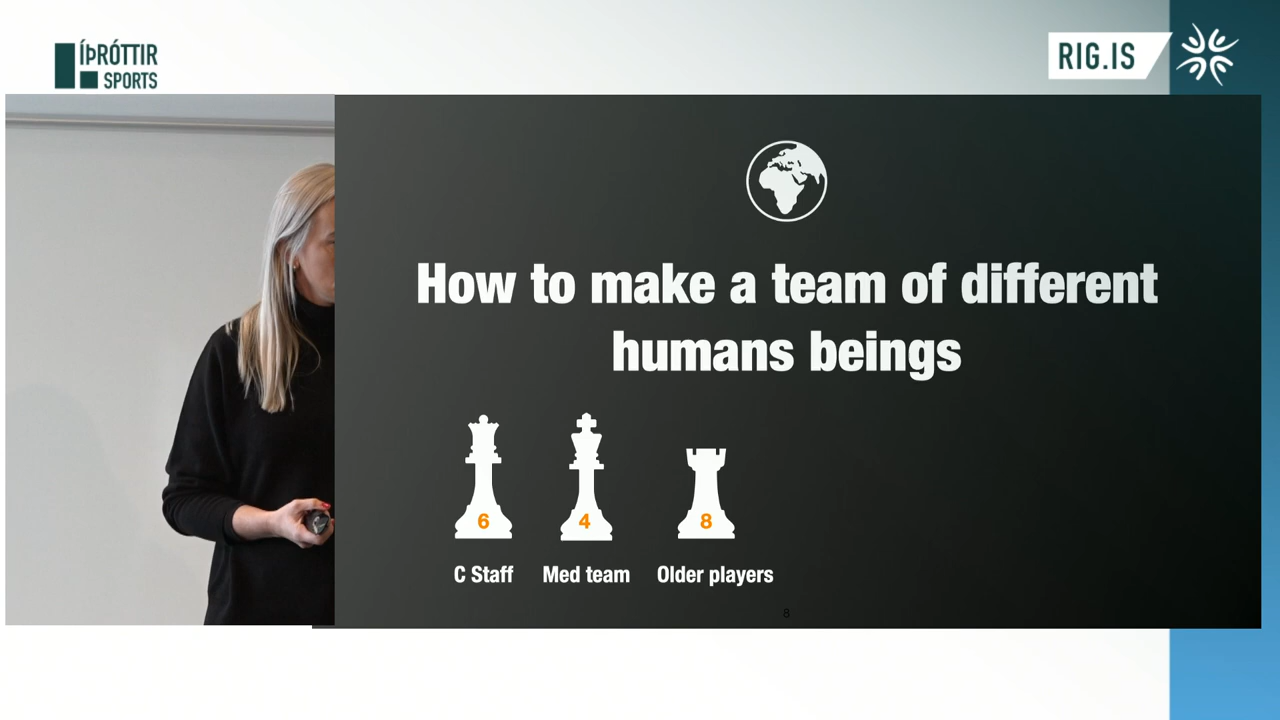 ÍÞRÓTTIR
SPORTS
RIG.IS
How to make a team of different
humans beings
6
4
8
C Staff
Med team
Older players
8